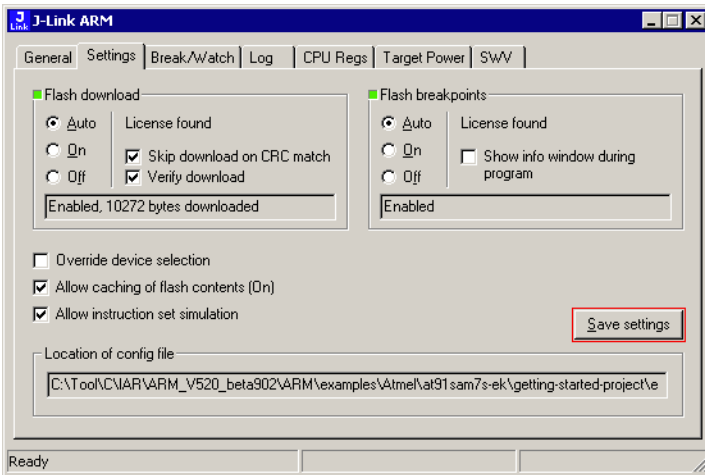 J-Link ARM
General Settings Break/Watch Log CPU Regs Target Power SWV
Flash download
Auto License found
On Skip download on CRC match
Off Verify download
Enabled, 10272 bytes downloaded
Flash breakpoints
Auto License found
On Show info window during
Off program
Enabled
Override device selection
Allow caching of flash contents (On)
Allow instruction set simulation
Save settings
Location of config file
C:\Tool\C\IAR\ARM_V520_beta902\ARM\examples\Atmel\at91sam7s-ek\getting-started-project\e
Ready